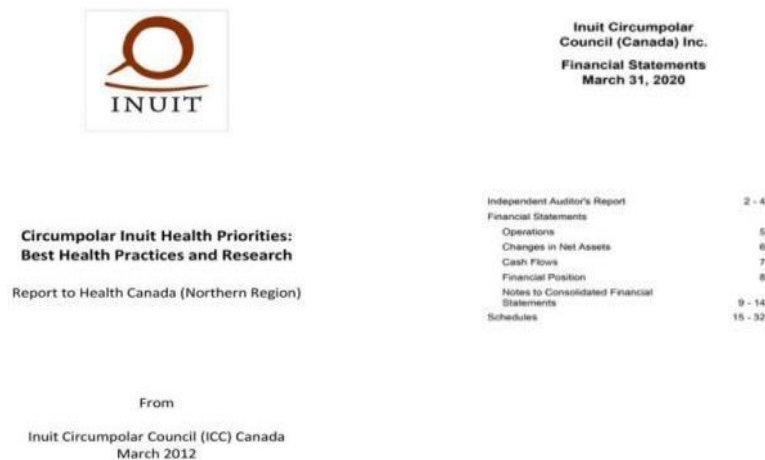 INUIT
Circumpolar Inuit Health Priorities:
Best Health Practices and Research
Report to Health Canada (Northern Region)
From
Inuit Circumpolar Council (ICC) Canada
March 2012
Inuit Circumpolar
Council (Canada) Inc.
Financial Statements
March 31, 2020
Independent Auditor's Report 2 - 4
Financial Statements
Operations 5
Changes in Net Assets 6
Cash Flows 7
Financial Position 8
Notes to Consolidated Financial
Statements 9 - 14
Schedules 15 - 32